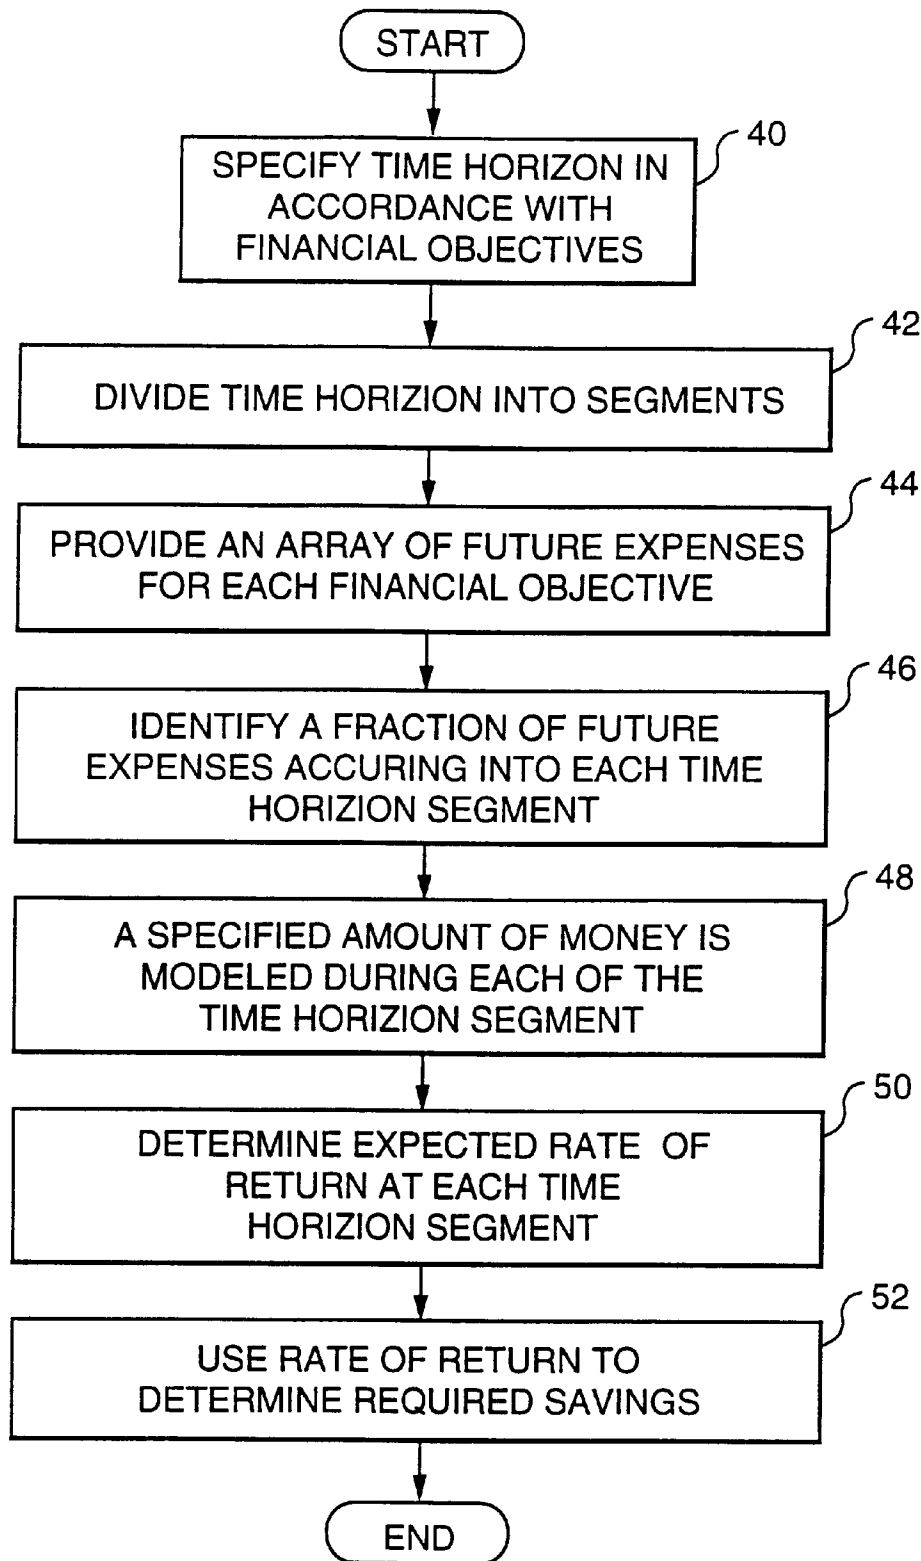 START
40
SPECIFY TIME HORIZON IN
ACCORDANCE WITH
FINANCIAL OBJECTIVES
42
DIVIDE TIME HORIZION INTO SEGMENTS
44
PROVIDE AN ARRAY OF FUTURE EXPENSES
FOR EACH FINANCIAL OBJECTIVE
46
IDENTIFY A FRACTION OF FUTURE
EXPENSES ACCURING INTO EACH TIME
HORIZION SEGMENT
48
A SPECIFIED AMOUNT OF MONEY IS
MODELED DURING EACH OF THE
TIME HORIZION SEGMENT
50
DETERMINE EXPECTED RATE OF
RETURN AT EACH TIME
HORIZION SEGMENT
52
USE RATE OF RETURN TO
DETERMINE REQUIRED SAVINGS
END